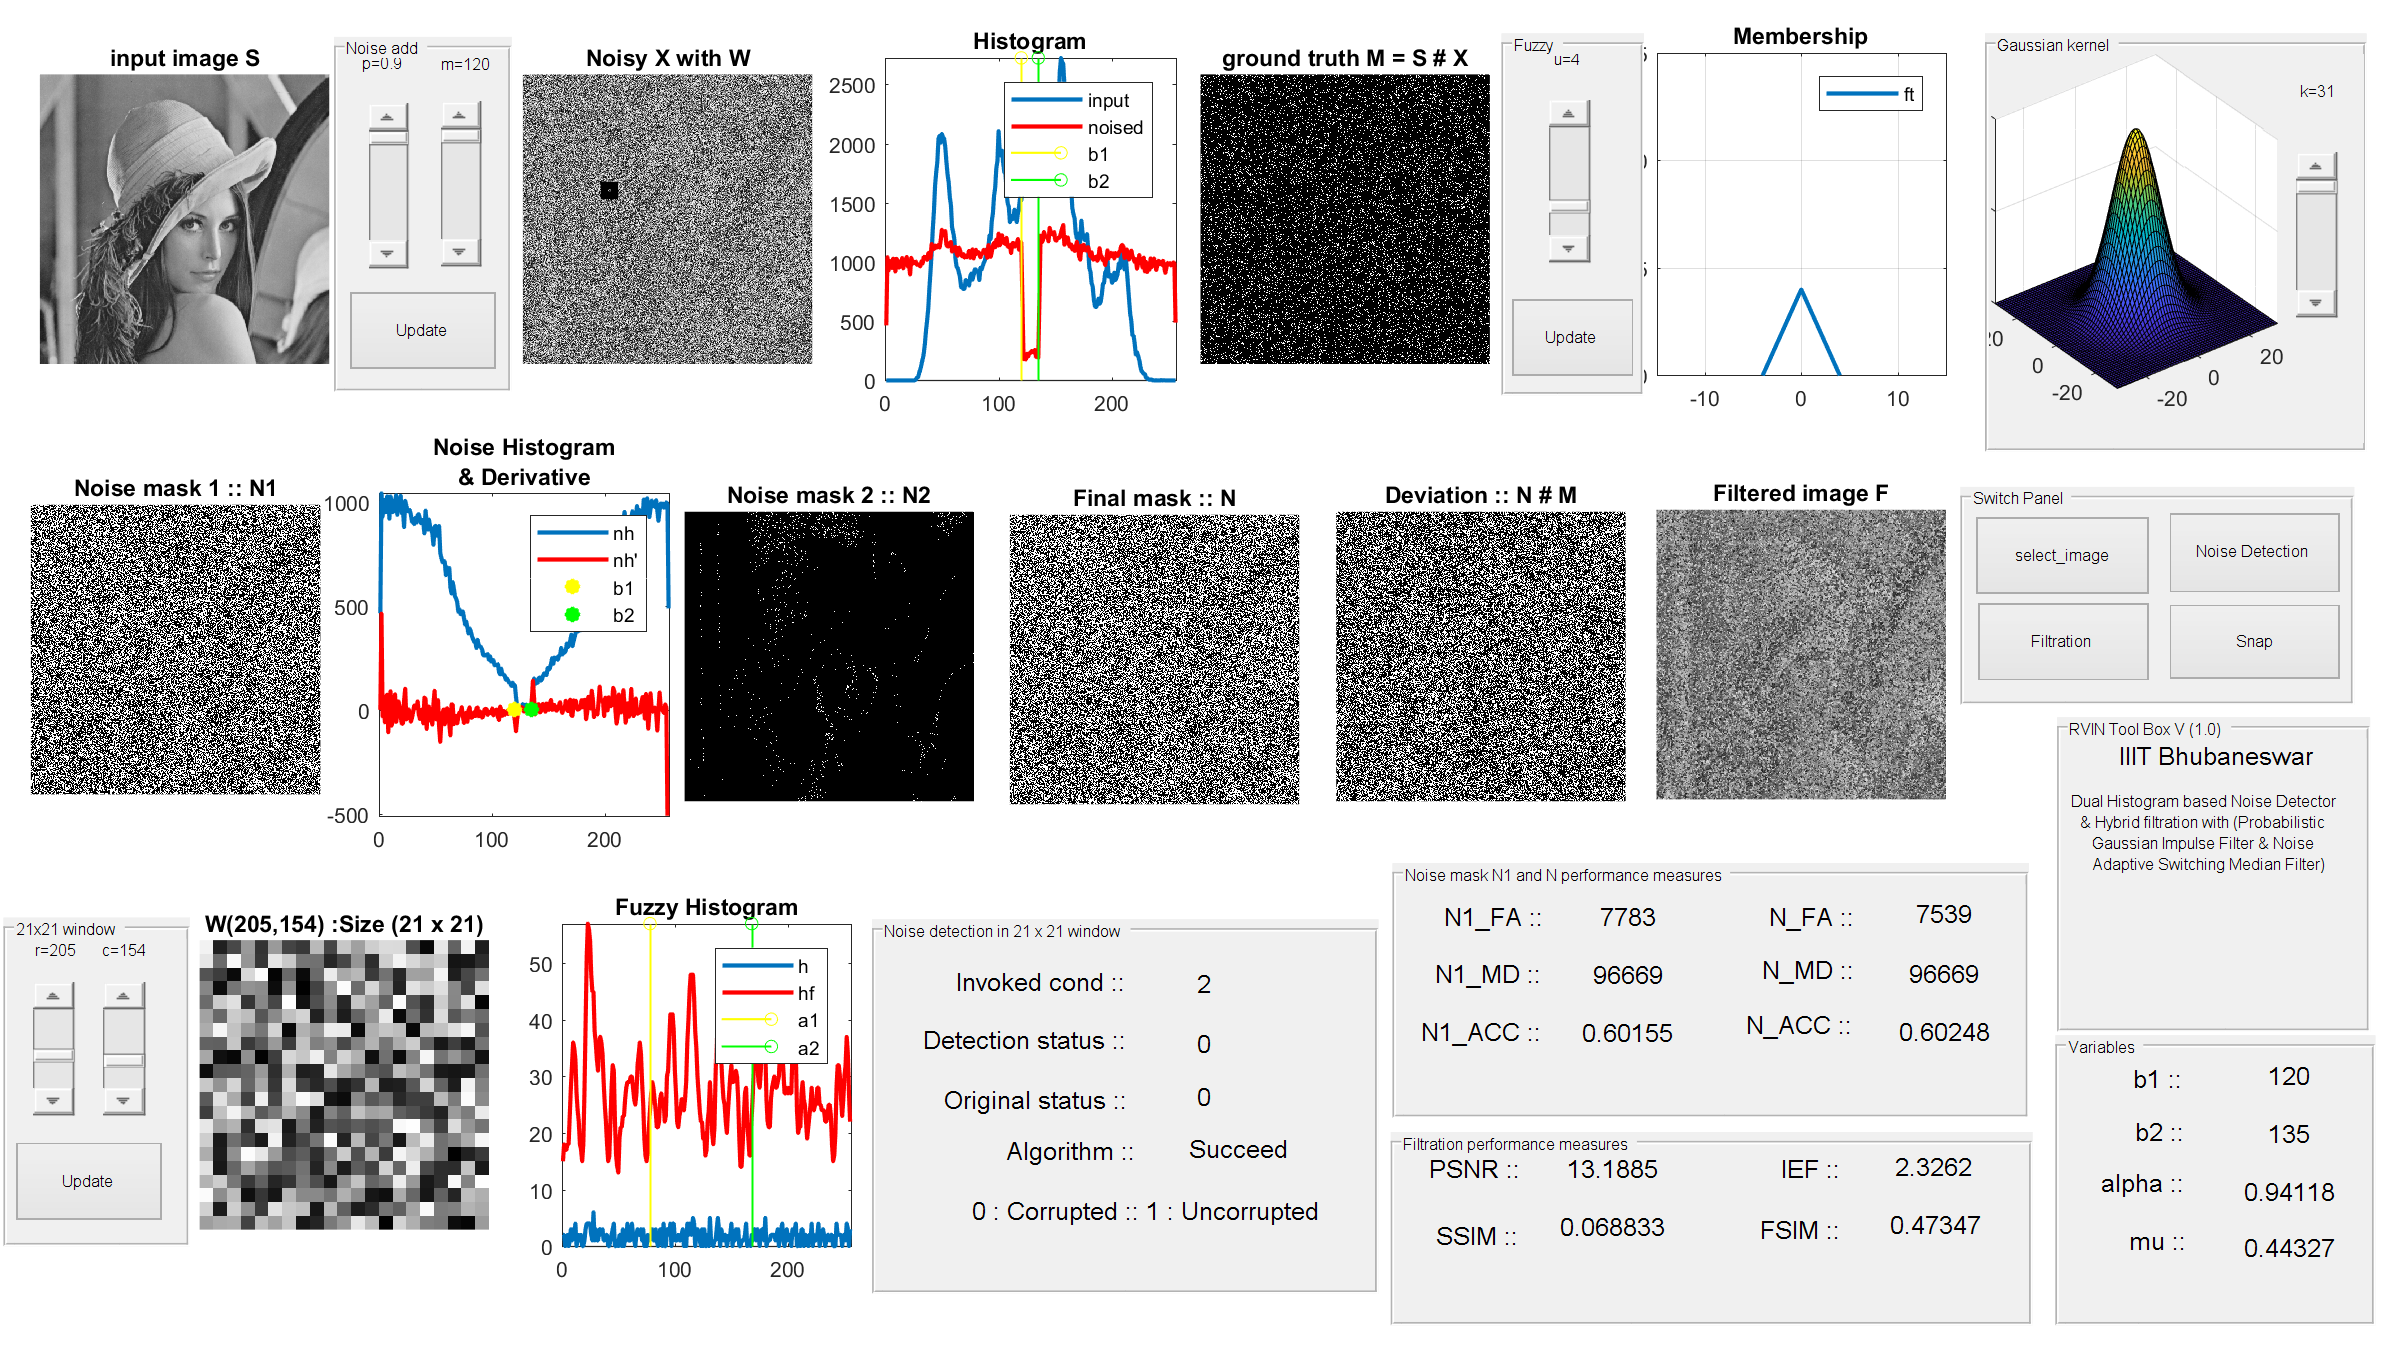 input image S
Noise add
p=0.9
m=120
Update
Noisy X with W
Histogram
input
noised
b1
b2
2500
2000
1500
1000
500
0
0
100
200
ground truth M = S # X
Fuzzy
u=4
Update
Membership
ft
-10
0
10
Gaussian kernel
k=31
20
0
-20
-20
0
20
Noise mask 1 :: N1
Noise Histogram
& Derivative
nh
nh'
b1
b2
1000
500
0
-500
0
100
200
Noise mask 2 :: N2
Final mask :: N
Deviation :: N # M
Filtered image F
Switch Panel
select_image
Noise Detection
Filtration
Snap
RVIN Tool Box V (1.0)
IIIT Bhubaneswar
Dual Histogram based Noise Detector
& Hybrid filtration with (Probabilistic
Gaussian Impulse Filter & Noise
Adaptive Switching Median Filter)
21x21 window
r=205
c=154
Update
W(205,154) :Size (21 x 21)
Fuzzy Histogram
h
hf
a1
a2
50
40
30
20
10
0
0
100
200
Noise detection in 21 x 21 window
Invoked cond :: 2
Detection status :: 0
Original status :: 0
Algorithm :: Succeed
0 : Corrupted :: 1 : Uncorrupted
Noise mask N1 and N performance measures
N1_FA :: 7783 N_FA :: 7539
N1_MD :: 96669 N_MD :: 96669
N1_ACC :: 0.60155 N_ACC :: 0.60248
Filtration performance measures
PSNR :: 13.1885 IEF :: 2.3262
SSIM :: 0.068833 FSIM :: 0.47347
Variables
b1 :: 120
b2 :: 135
alpha :: 0.94118
mu :: 0.44327